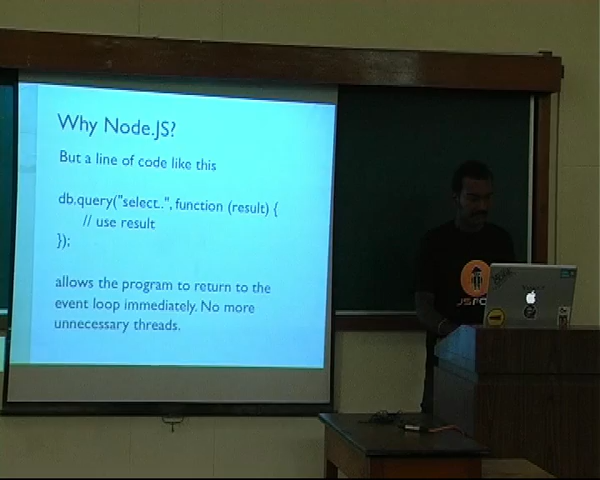 Why Node.JS?
But a line of code like this
db.query("select..", function (result) {
// use result
});
allows the program to return to the
event loop immediately. No more
unnecessary threads.